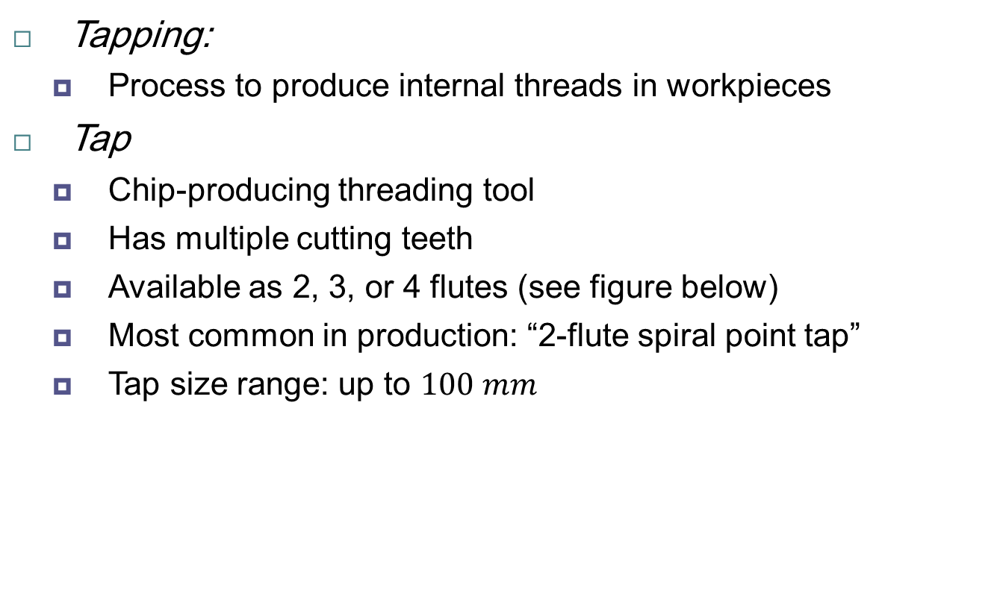 Tapping:
Process to produce internal threads in workpieces
Tap
Chip-producing threading tool
Has multiple cutting teeth
Available as 2, 3, or 4 flutes (see figure below)
Most common in production: “2-flute spiral point tap”
Tap size range: up to 100 mm